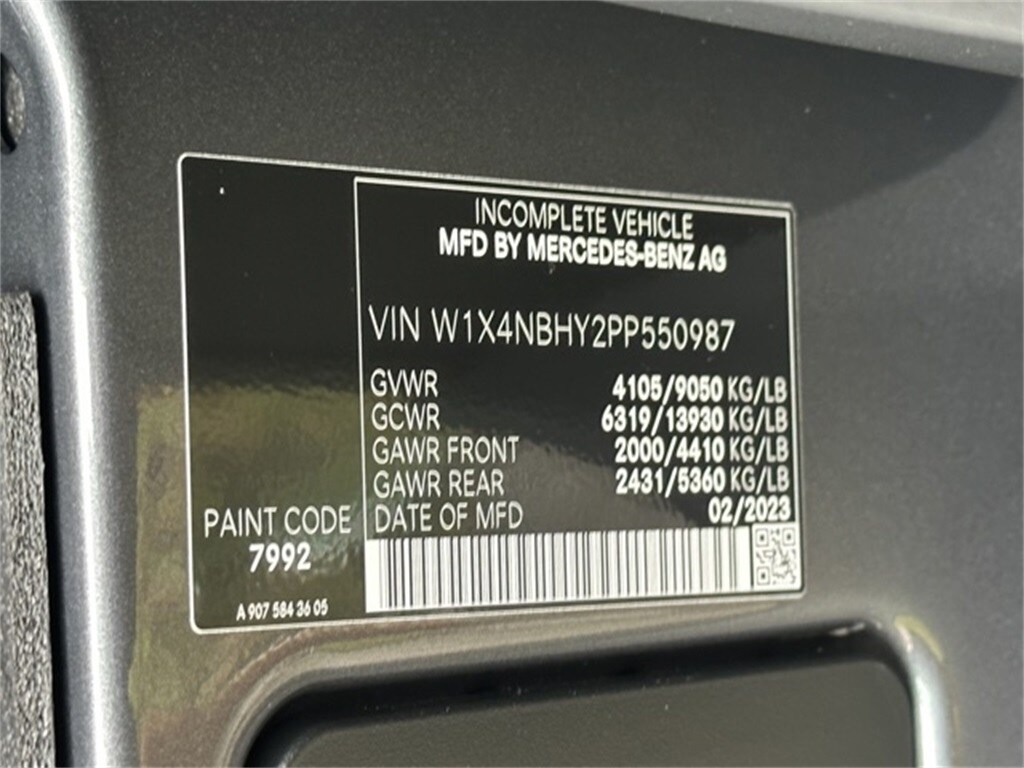 INCOMPLETE VEHICLE
MFD BY MERCEDES-BENZ AG
VIN W1X4NBHY2PP550987
GVWR 4105/9050 KG/LB
GCWR 6319/13930 KG/LB
GAWR FRONT 2000/4410 KG/LB
GAWR REAR 2431/5360 KG/LB
DATE OF MFD 02/2023
PAINT CODE
7992
A 907 584 36 05